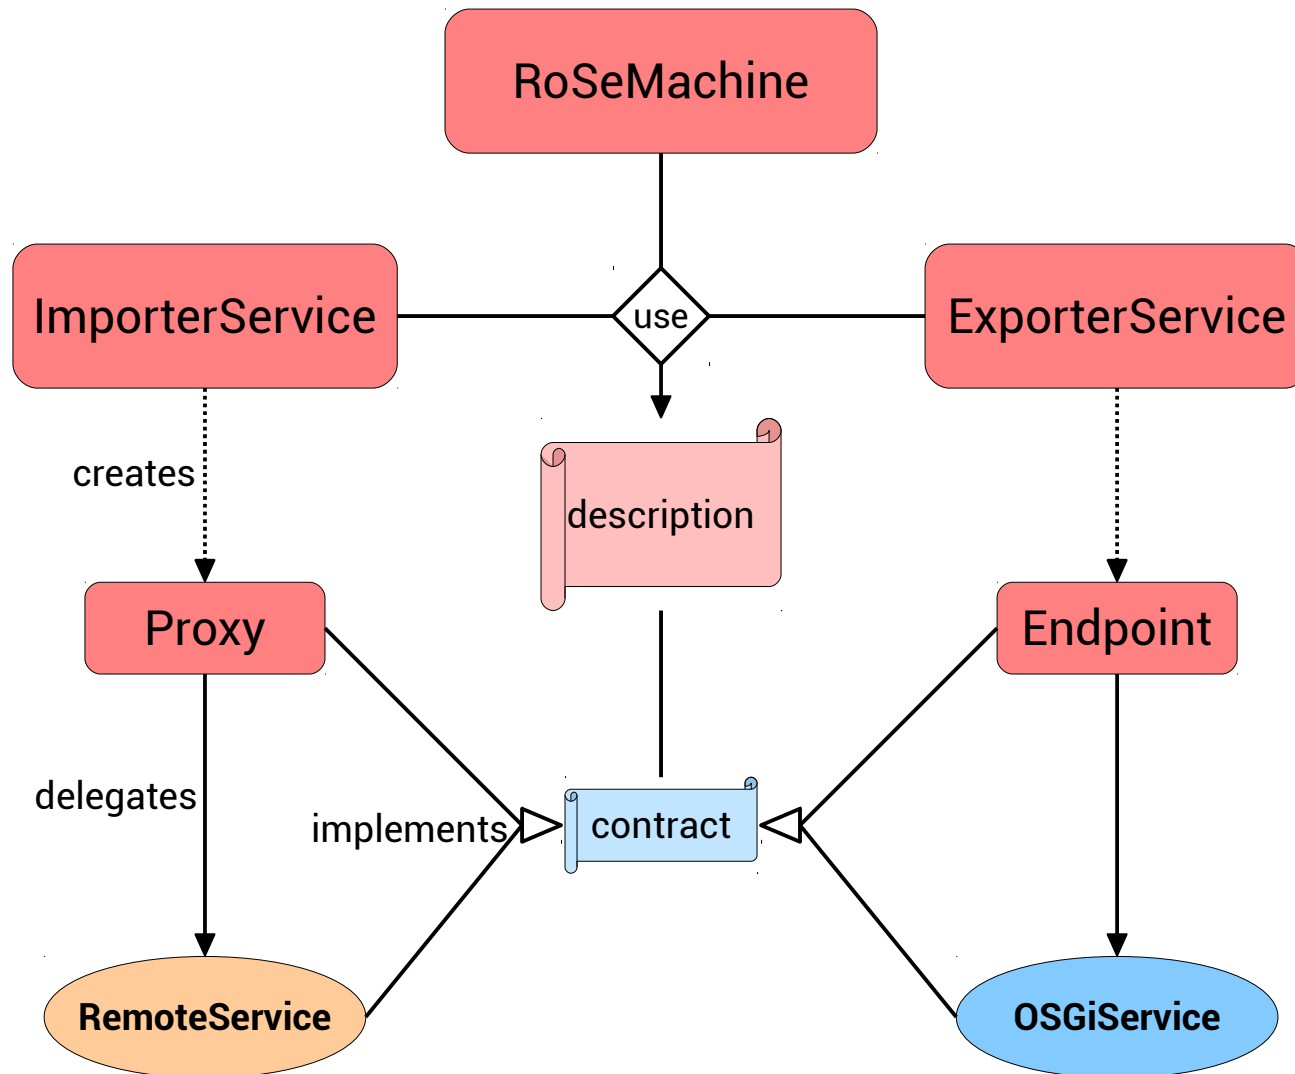 RoSeMachine
ImporterService
use
ExporterService
creates
description
Proxy
Endpoint
delegates
implements
contract
RemoteService
OSGiService